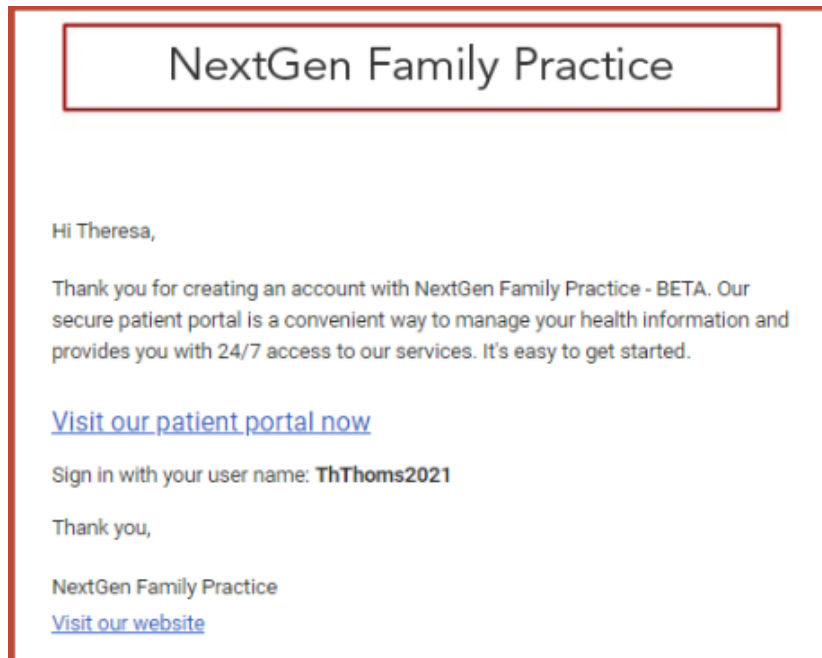 NextGen Family Practice
Hi Theresa,
Thank you for creating an account with NextGen Family Practice - BETA. Our
secure patient portal is a convenient way to manage your health information and
provides you with 24/7 access to our services. It's easy to get started.
Visit our patient portal now
Sign in with your user name: ThThoms2021
Thank you,
NextGen Family Practice
Visit our website